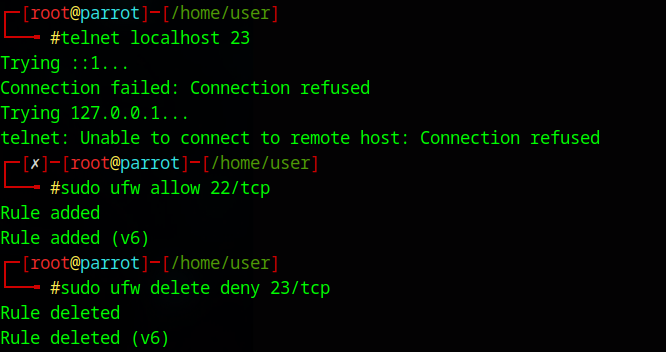 ┌─[root@parrot]─[/home/user]
└──╼ #telnet localhost 23
Trying ::1...
Connection failed: Connection refused
Trying 127.0.0.1...
telnet: Unable to connect to remote host: Connection refused
┌─[✗]─[root@parrot]─[/home/user]
└──╼ #sudo ufw allow 22/tcp
Rule added
Rule added (v6)
┌─[root@parrot]─[/home/user]
└──╼ #sudo ufw delete deny 23/tcp
Rule deleted
Rule deleted (v6)